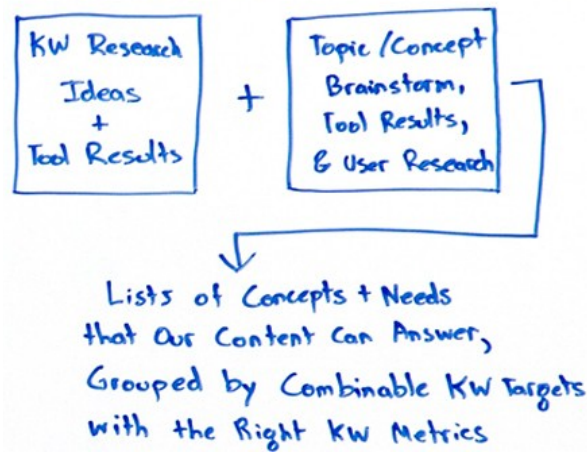 KW Research
Ideas
+
Tool Results
+
Topic/Concept
Brainstorm,
Tool Results,
& User Research
Lists of Concepts + Needs
that Our Content Can Answer,
Grouped by Combinable KW Targets
with the Right KW Metrics